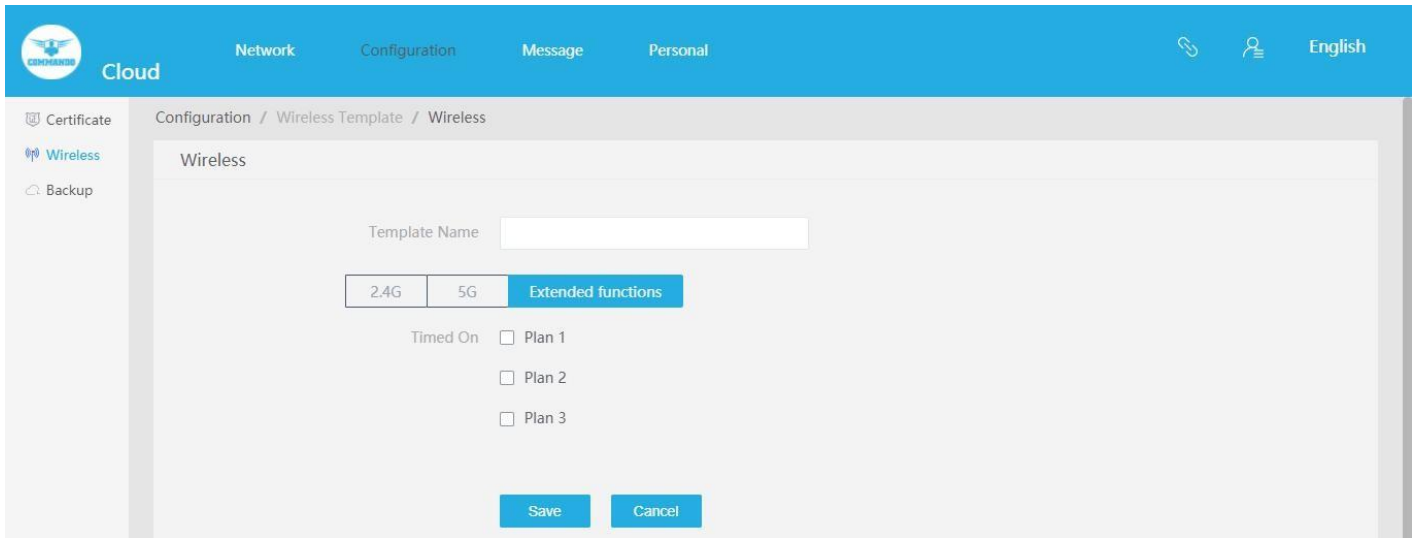 COMMANDO
Cloud
Network Configuration Message Personal English
Certificate
Wireless
Backup
Configuration / Wireless Template / Wireless
Wireless
Template Name
2.4G 5G Extended functions
Timed On Plan 1
Plan 2
Plan 3
Save Cancel